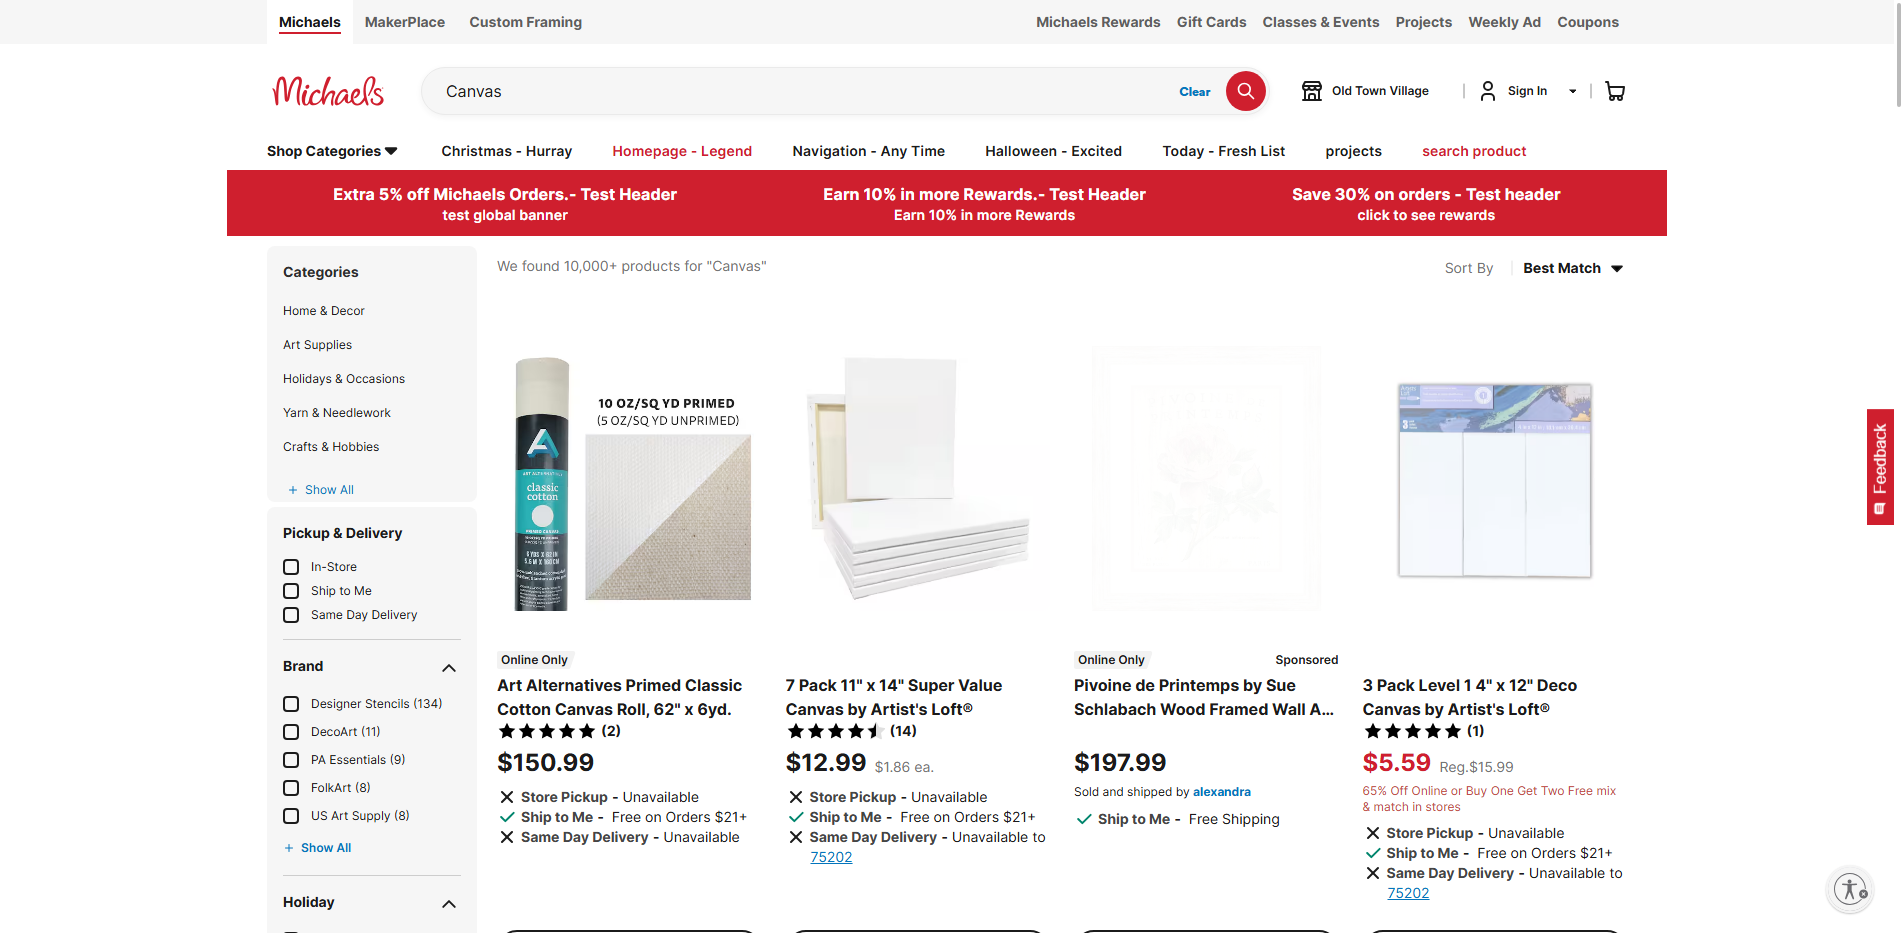 Michaels
MakerPlace
Custom Framing
Michaels Rewards
Gift Cards
Classes & Events
Projects
Weekly Ad
Coupons
Michaels
Canvas
Clear
Old Town Village
Sign In
Shop Categories
Christmas - Hurray
Homepage - Legend
Navigation - Any Time
Halloween - Excited
Today - Fresh List
projects
search product
Extra 5% off Michaels Orders.- Test Header
test global banner
Earn 10% in more Rewards.- Test Header
Earn 10% in more Rewards
Save 30% on orders - Test header
click to see rewards
Categories
Home & Decor
Art Supplies
Holidays & Occasions
Yarn & Needlework
Crafts & Hobbies
+ Show All
Pickup & Delivery
In-Store
Ship to Me
Same Day Delivery
Brand
Designer Stencils (134)
DecoArt (11)
PA Essentials (9)
FolkArt (8)
US Art Supply (8)
+ Show All
Holiday
We found 10,000+ products for "Canvas"
Sort By
Best Match
classic
cotton
10 OZ/SQ YD PRIMED
(5 OZ/SQ YD UNPRIMED)
Online Only
Art Alternatives Primed Classic
Cotton Canvas Roll, 62" x 6yd.
(2)
$150.99
Store Pickup - Unavailable
Ship to Me - Free on Orders $21+
Same Day Delivery - Unavailable
7 Pack 11" x 14" Super Value
Canvas by Artist's Loft®
(14)
$12.99 $1.86 ea.
Store Pickup - Unavailable
Ship to Me - Free on Orders $21+
Same Day Delivery - Unavailable to
75202
Online Only
Sponsored
Pivoine de Printemps by Sue
Schlabach Wood Framed Wall A...
$197.99
Sold and shipped by alexandra
Ship to Me - Free Shipping
3 Pack Level 1 4" x 12" Deco
Canvas by Artist's Loft®
(1)
$5.59 Reg.$15.99
65% Off Online or Buy One Get Two Free mix
& match in stores
Store Pickup - Unavailable
Ship to Me - Free on Orders $21+
Same Day Delivery - Unavailable to
75202
Feedback